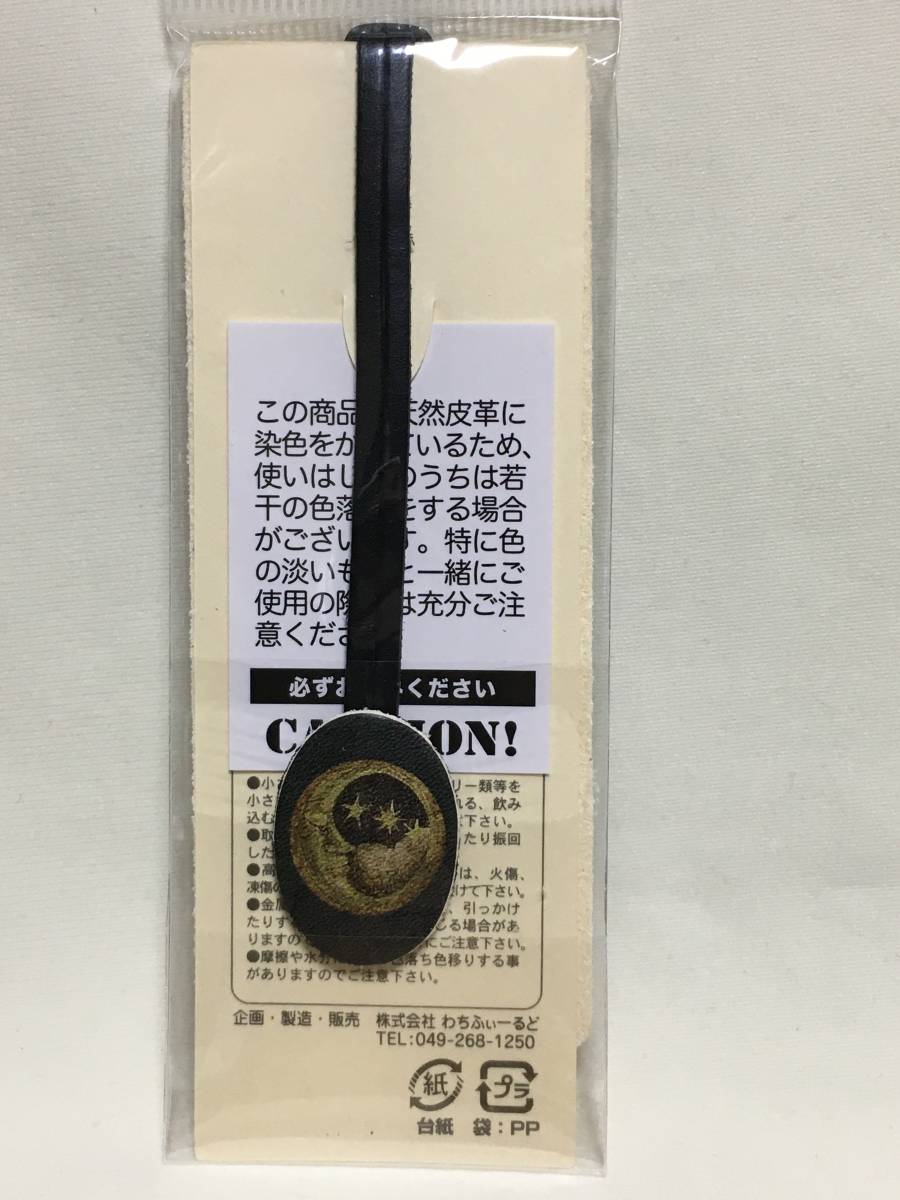 この商品 天然皮革に
染色をか ているため、
使いはじ のうちは若
干の色落 をする場合
がござい す。特に色
の淡いも と一緒にご
使用の際 は充分ご注
意くださ
必ずお ください
CA ION!
●小さ リー類等を
小さ れる、飲み
込む 下さい。
●取 たり振回
した
●高 は、火傷、
凍傷の けて下さい。
●金属 、引っかけ
たりす じる場合があ
りますの にご注意下さい。
●摩擦や水分 色落ち色移りする事
がありますのでご注意下さい。
企画・製造・販売 株式会社 わちふぃーるど
TEL:049-268-1250
紙 プラ
台紙 袋:PP